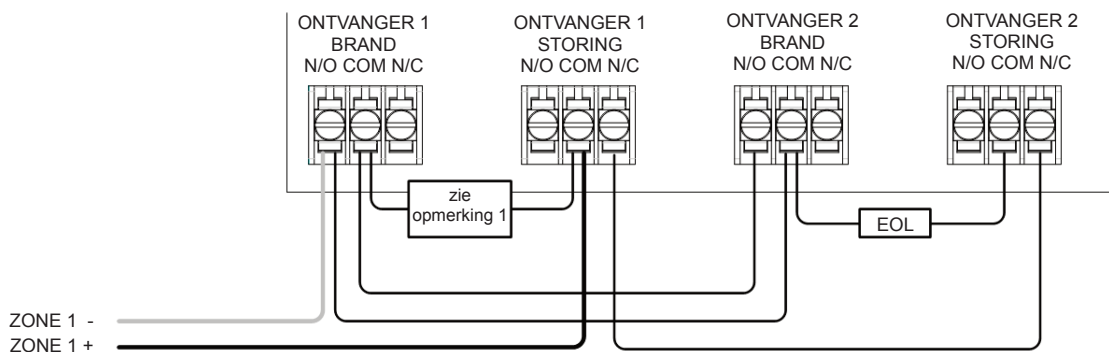 ONTVANGER 1
BRAND
N/O COM N/C
ONTVANGER 1
STORING
N/O COM N/C
ONTVANGER 2
BRAND
N/O COM N/C
ONTVANGER 2
STORING
N/O COM N/C
zie
opmerking 1
EOL
ZONE 1 -
ZONE 1 +